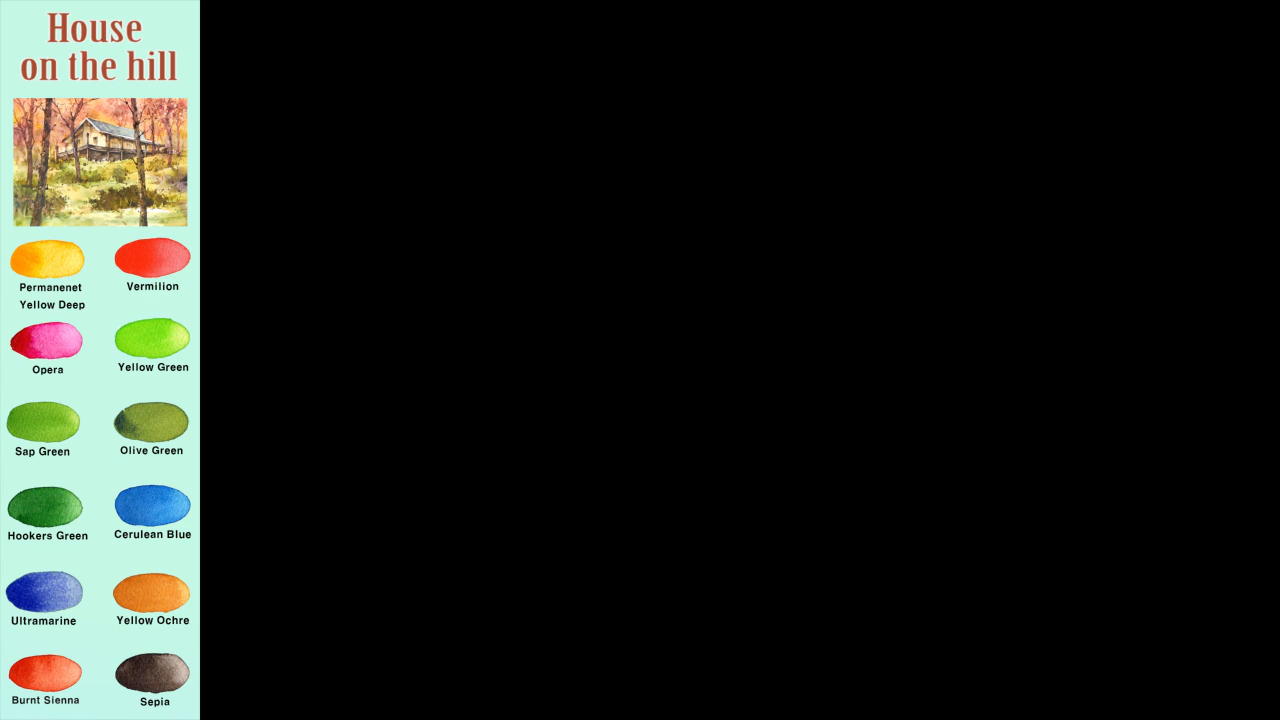 House
on the hill
Permanenet
Yellow Deep
Vermilion
Opera
Yellow Green
Sap Green
Olive Green
Hookers Green
Cerulean Blue
Ultramarine
Yellow Ochre
Burnt Sienna
Sepia